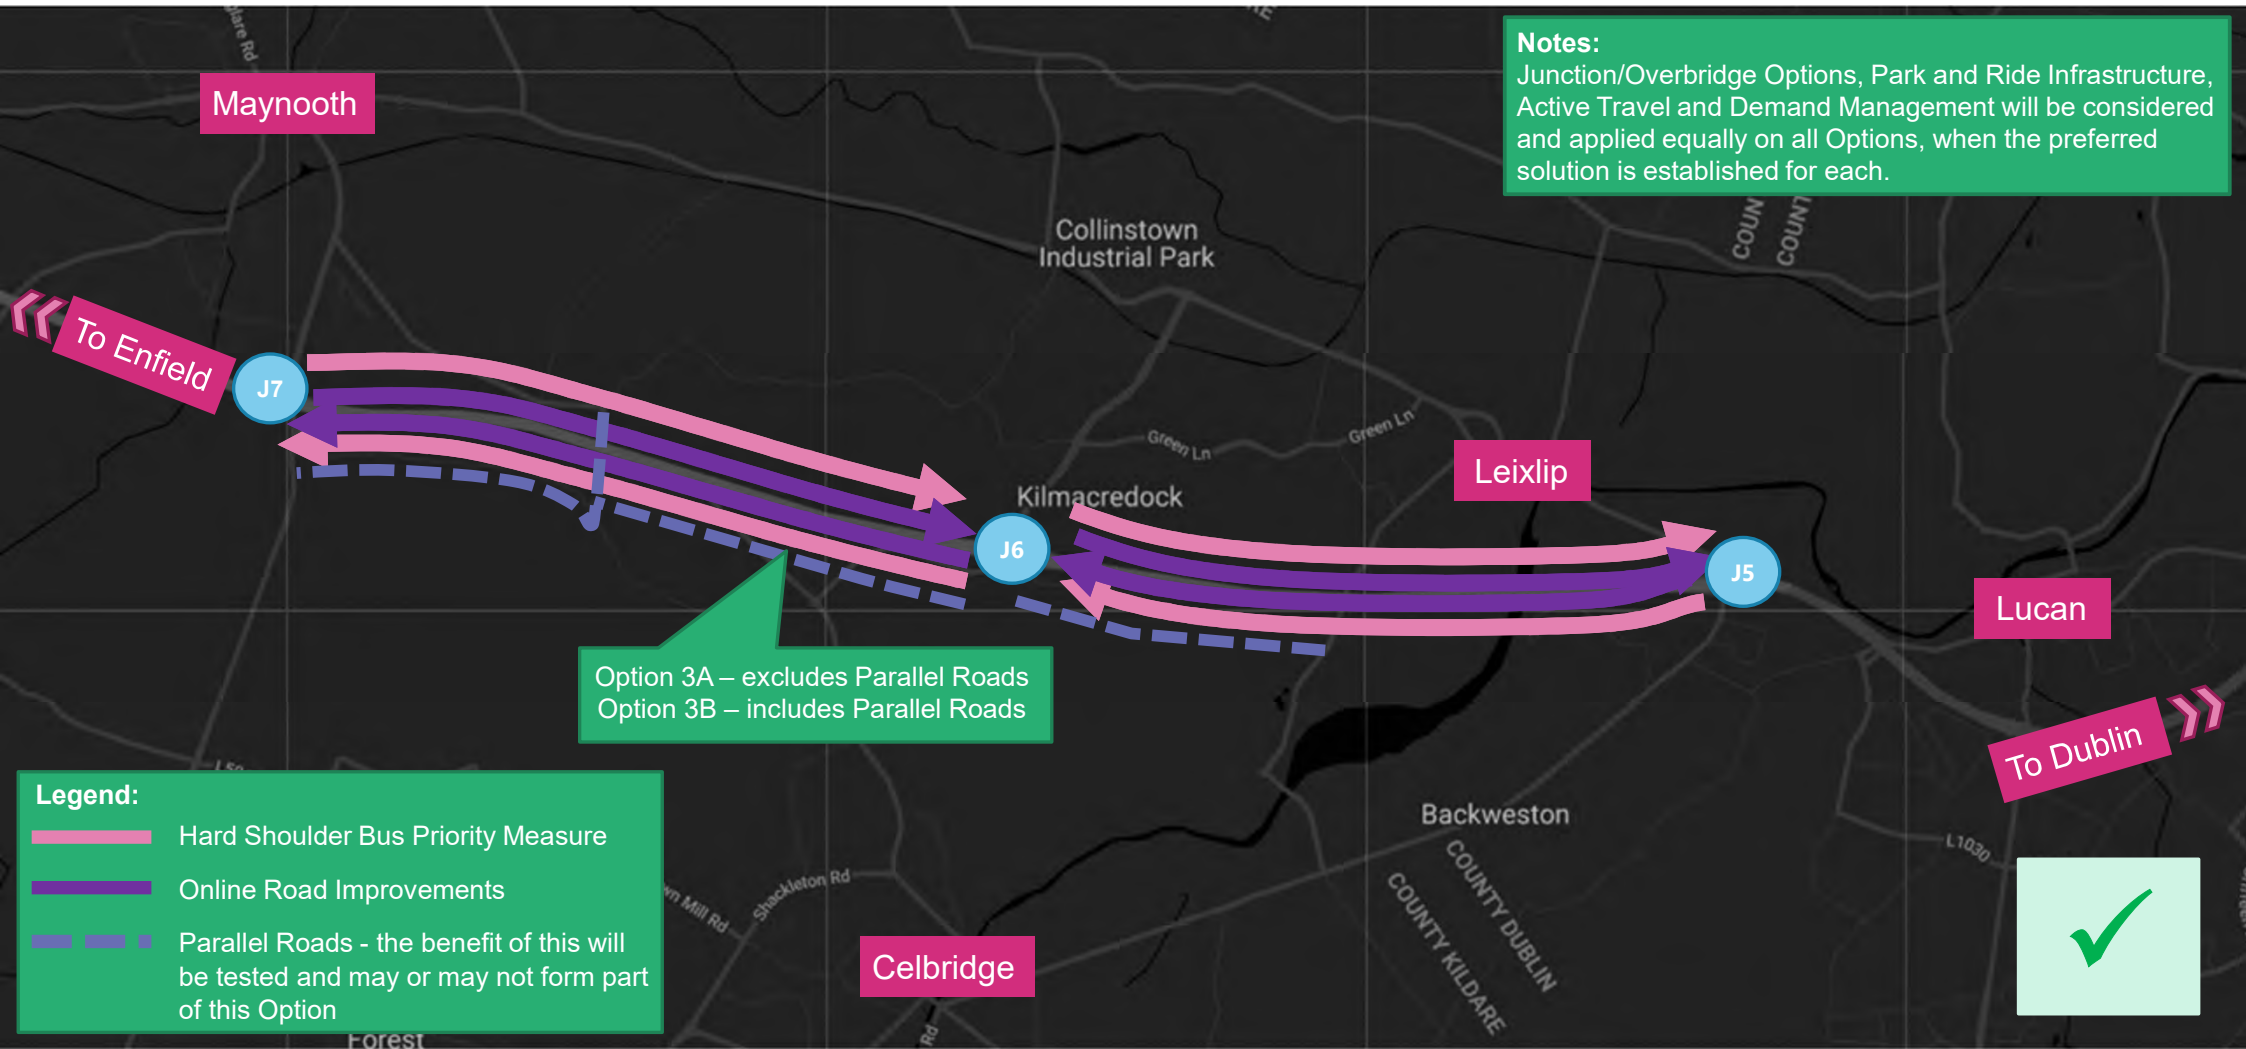 Notes:
Junction/Overbridge Options, Park and Ride Infrastructure,
Active Travel and Demand Management will be considered
and applied equally on all Options, when the preferred
solution is established for each.
Maynooth
Collinstown
Industrial Park
COUN
COUNT
To Enfield
J7
Green Ln
Green Ln
Leixlip
Kilmacredock
J6
J5
Lucan
Option 3A – excludes Parallel Roads
Option 3B – includes Parallel Roads
To Dublin
Legend:
Hard Shoulder Bus Priority Measure
Online Road Improvements
Parallel Roads - the benefit of this will
be tested and may or may not form part
of this Option
Backweston
COUNTY DUBLIN
COUNTY KILDARE
L1030
Shackleton Rd
Mill Rd
Celbridge
Rd
Forest